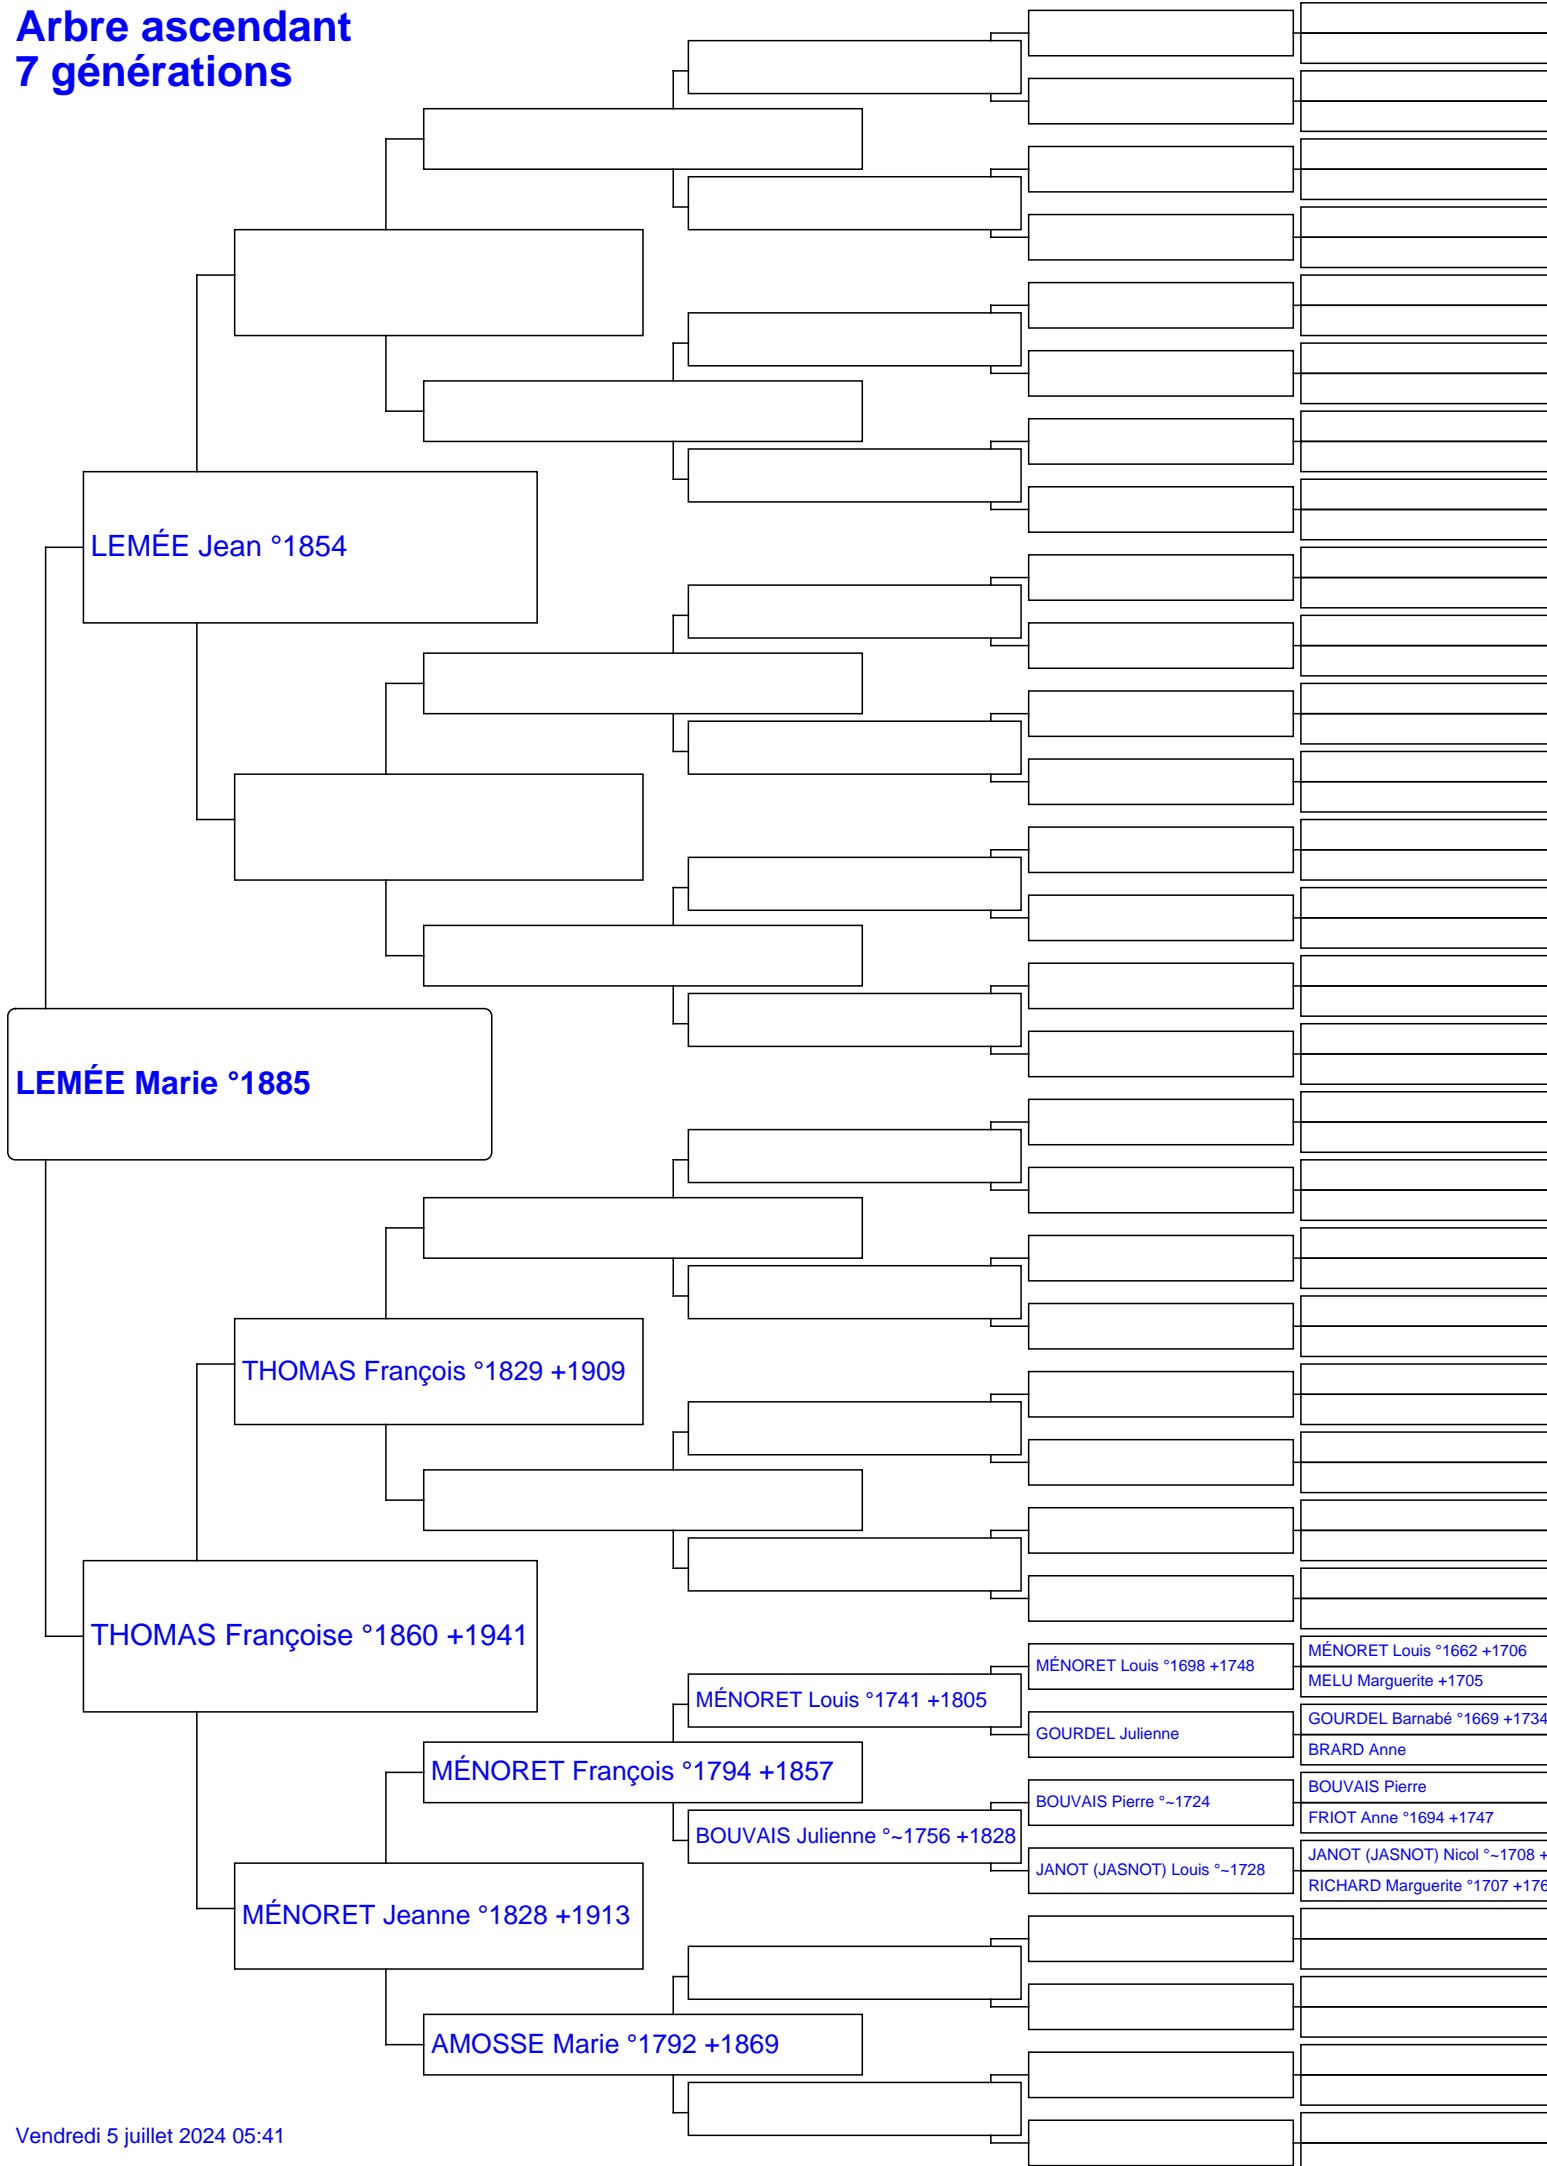 Arbre ascendant
7 générations
LEMÉE Jean °1854
LEMÉE Marie °1885
THOMAS François °1829 +1909
THOMAS Françoise °1860 +1941
MÉNORET Louis °1698 +1748
MÉNORET Louis °1662 +1706
MELU Marguerite +1705
MÉNORET Louis °1741 +1805
GOURDEL Julienne
GOURDEL Barnabé °1669 +1734
BRARD Anne
MÉNORET François °1794 +1857
BOUVAIS Pierre °~1724
BOUVAIS Pierre
FRIOT Anne °1694 +1747
BOUVAIS Julienne °~1756 +1828
JANOT (JASNOT) Louis °~1728
JANOT (JASNOT) Nicol °~1708 +
RICHARD Marguerite °1707 +176
MÉNORET Jeanne °1828 +1913
AMOSSE Marie °1792 +1869
Vendredi 5 juillet 2024 05:41